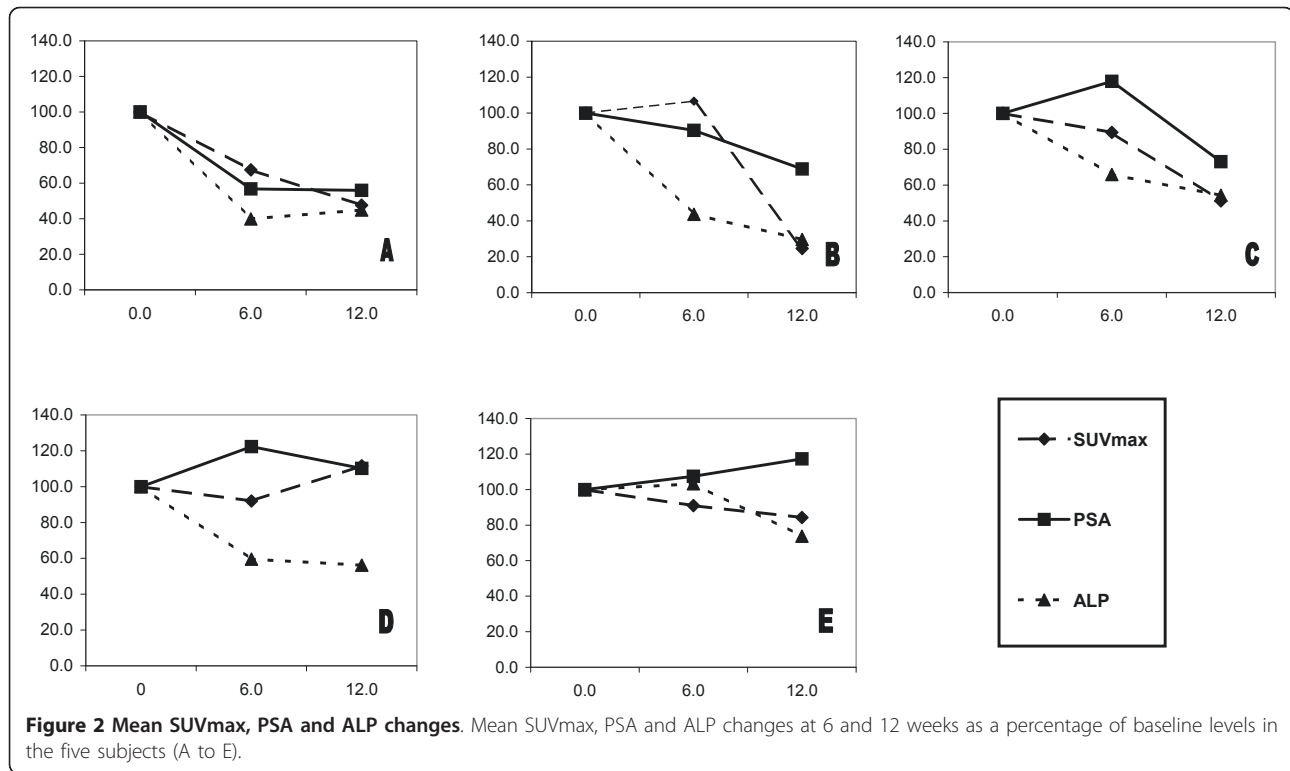 140.0
120.0
100.0
80.0
60.0
40.0
20.0
0.0
0.0 6.0 12.0
A
140.0
120.0
100.0
80.0
60.0
40.0
20.0
0.0
0.0 6.0 12.0
B
140.0
120.0
100.0
80.0
60.0
40.0
20.0
0.0
0.0 6.0 12.0
C
140.0
120.0
100.0
80.0
60.0
40.0
20.0
0.0
0 6.0 12.0
D
140.0
120.0
100.0
80.0
60.0
40.0
20.0
0.0
0.0 6.0 12.0
E
SUVmax
PSA
ALP
Figure 2 Mean SUVmax, PSA and ALP changes. Mean SUVmax, PSA and ALP changes at 6 and 12 weeks as a percentage of baseline levels in
the five subjects (A to E).